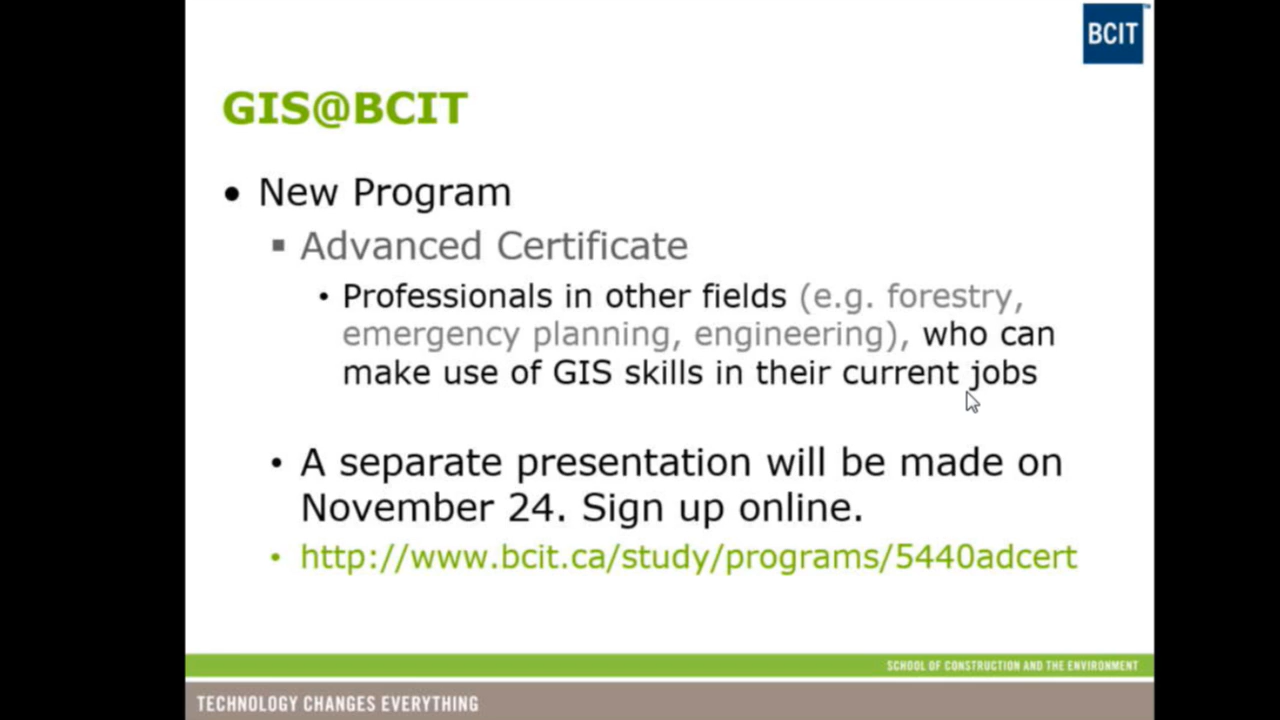 BCIT
GIS@BCIT
• New Program
▪ Advanced Certificate
• Professionals in other fields (e.g. forestry,
emergency planning, engineering), who can
make use of GIS skills in their current jobs
• A separate presentation will be made on
November 24. Sign up online.
• http://www.bcit.ca/study/programs/5440adcert
SCHOOL OF CONSTRUCTION AND THE ENVIRONMENT
TECHNOLOGY CHANGES EVERYTHING